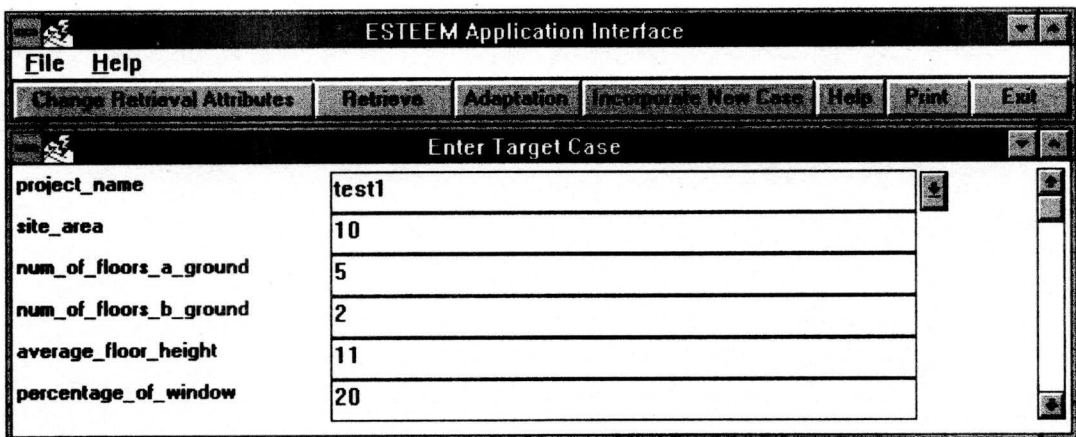 ESTEEM Application Interface
File Help
Change Retrieval Attributes Retrieve Adaptation Incorporate New Case Help Print Exit
Enter Target Case
project_name test1
site_area 10
num_of_floors_a_ground 5
num_of_floors_b_ground 2
average_floor_height 11
percentage_of_window 20